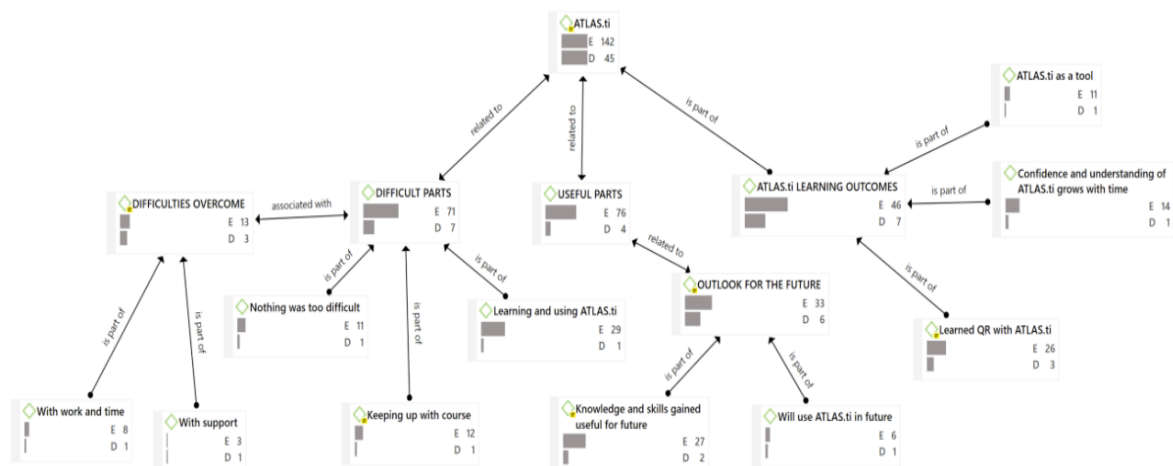 ATLAS.ti
E 142
D 45
related to
related to
is part of
ATLAS.ti as a tool
E 11
D 1
is part of
DIFFICULTIES OVERCOME
E 13
D 3
associated with
DIFFICULT PARTS
E 71
D 7
USEFUL PARTS
E 76
D 4
ATLAS.ti LEARNING OUTCOMES
E 46
D 7
is part of
Confidence and understanding of
ATLAS.ti grows with time
E 14
D 1
is part of
is part of
is part of
related to
is part of
is part of
is part of
Nothing was too difficult
E 11
D 1
Learning and using ATLAS.ti
E 29
D 1
OUTLOOK FOR THE FUTURE
E 33
D 6
Learned QR with ATLAS.ti
E 26
D 3
is part of
is part of
With work and time
E 8
D 1
With support
E 3
D 1
Keeping up with course
E 12
D 1
Knowledge and skills gained
useful for future
E 27
D 2
Will use ATLAS.ti in future
E 6
D 1